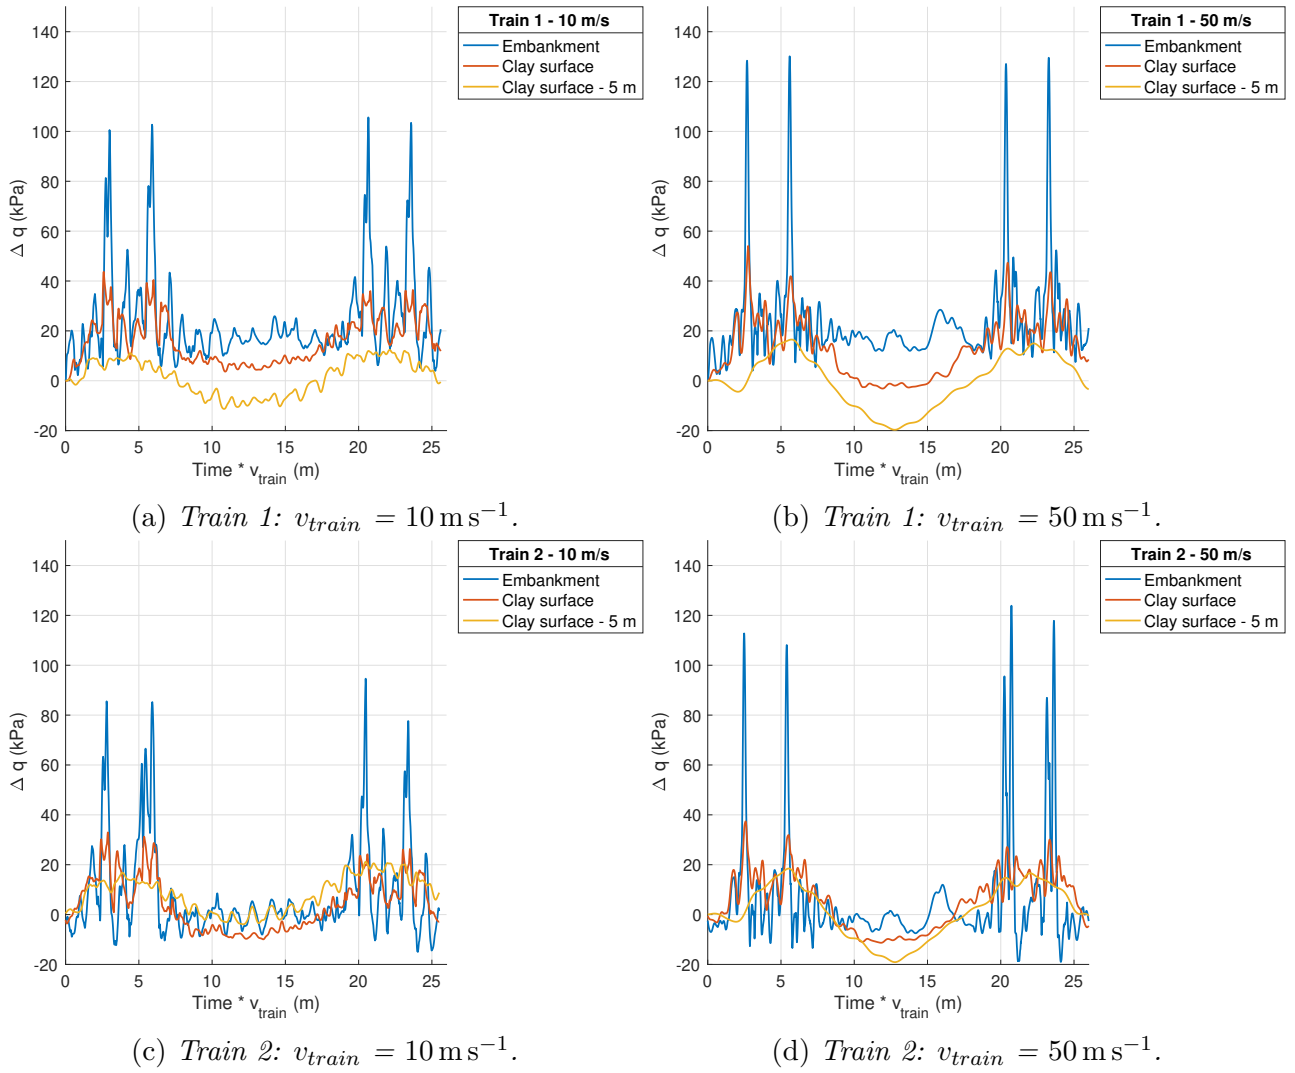 Train 1 - 10 m/s
Embankment
Clay surface
Clay surface - 5 m
140
120
100
80
60
40
20
0
-20
Δ q (kPa)
0 5 10 15 20 25
Time * v_train (m)
(a) Train 1: v_train = 10 m s⁻¹.
Train 1 - 50 m/s
Embankment
Clay surface
Clay surface - 5 m
140
120
100
80
60
40
20
0
-20
Δ q (kPa)
0 5 10 15 20 25
Time * v_train (m)
(b) Train 1: v_train = 50 m s⁻¹.
Train 2 - 10 m/s
Embankment
Clay surface
Clay surface - 5 m
140
120
100
80
60
40
20
0
-20
Δ q (kPa)
0 5 10 15 20 25
Time * v_train (m)
(c) Train 2: v_train = 10 m s⁻¹.
Train 2 - 50 m/s
Embankment
Clay surface
Clay surface - 5 m
140
120
100
80
60
40
20
0
-20
Δ q (kPa)
0 5 10 15 20 25
Time * v_train (m)
(d) Train 2: v_train = 50 m s⁻¹.